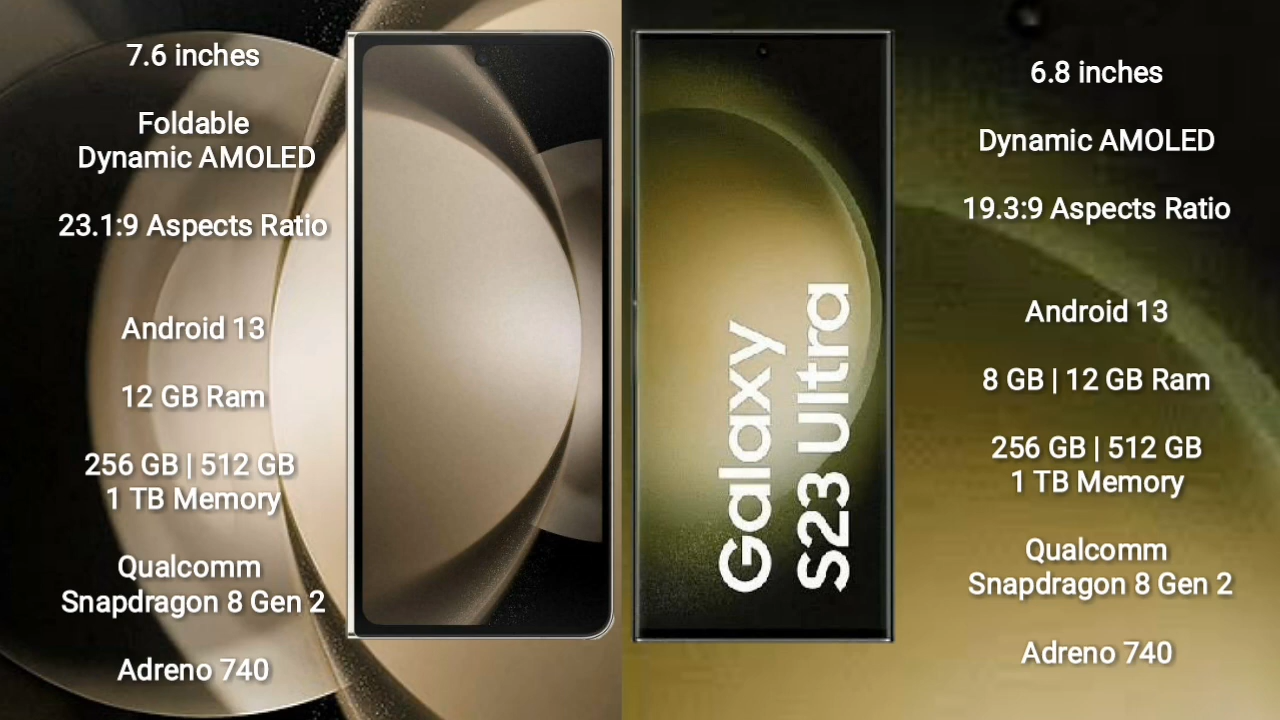 7.6 inches
Foldable
Dynamic AMOLED
23.1:9 Aspects Ratio
Android 13
12 GB Ram
256 GB | 512 GB
1 TB Memory
Qualcomm
Snapdragon 8 Gen 2
Adreno 740
Galaxy
S23 Ultra
6.8 inches
Dynamic AMOLED
19.3:9 Aspects Ratio
Android 13
8 GB | 12 GB Ram
256 GB | 512 GB
1 TB Memory
Qualcomm
Snapdragon 8 Gen 2
Adreno 740